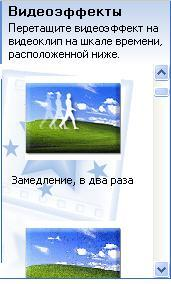 Видеоэффекты
Перетащите видеоэффект на
видеоклип на шкале времени,
расположенной ниже.
Замедление, в два раза